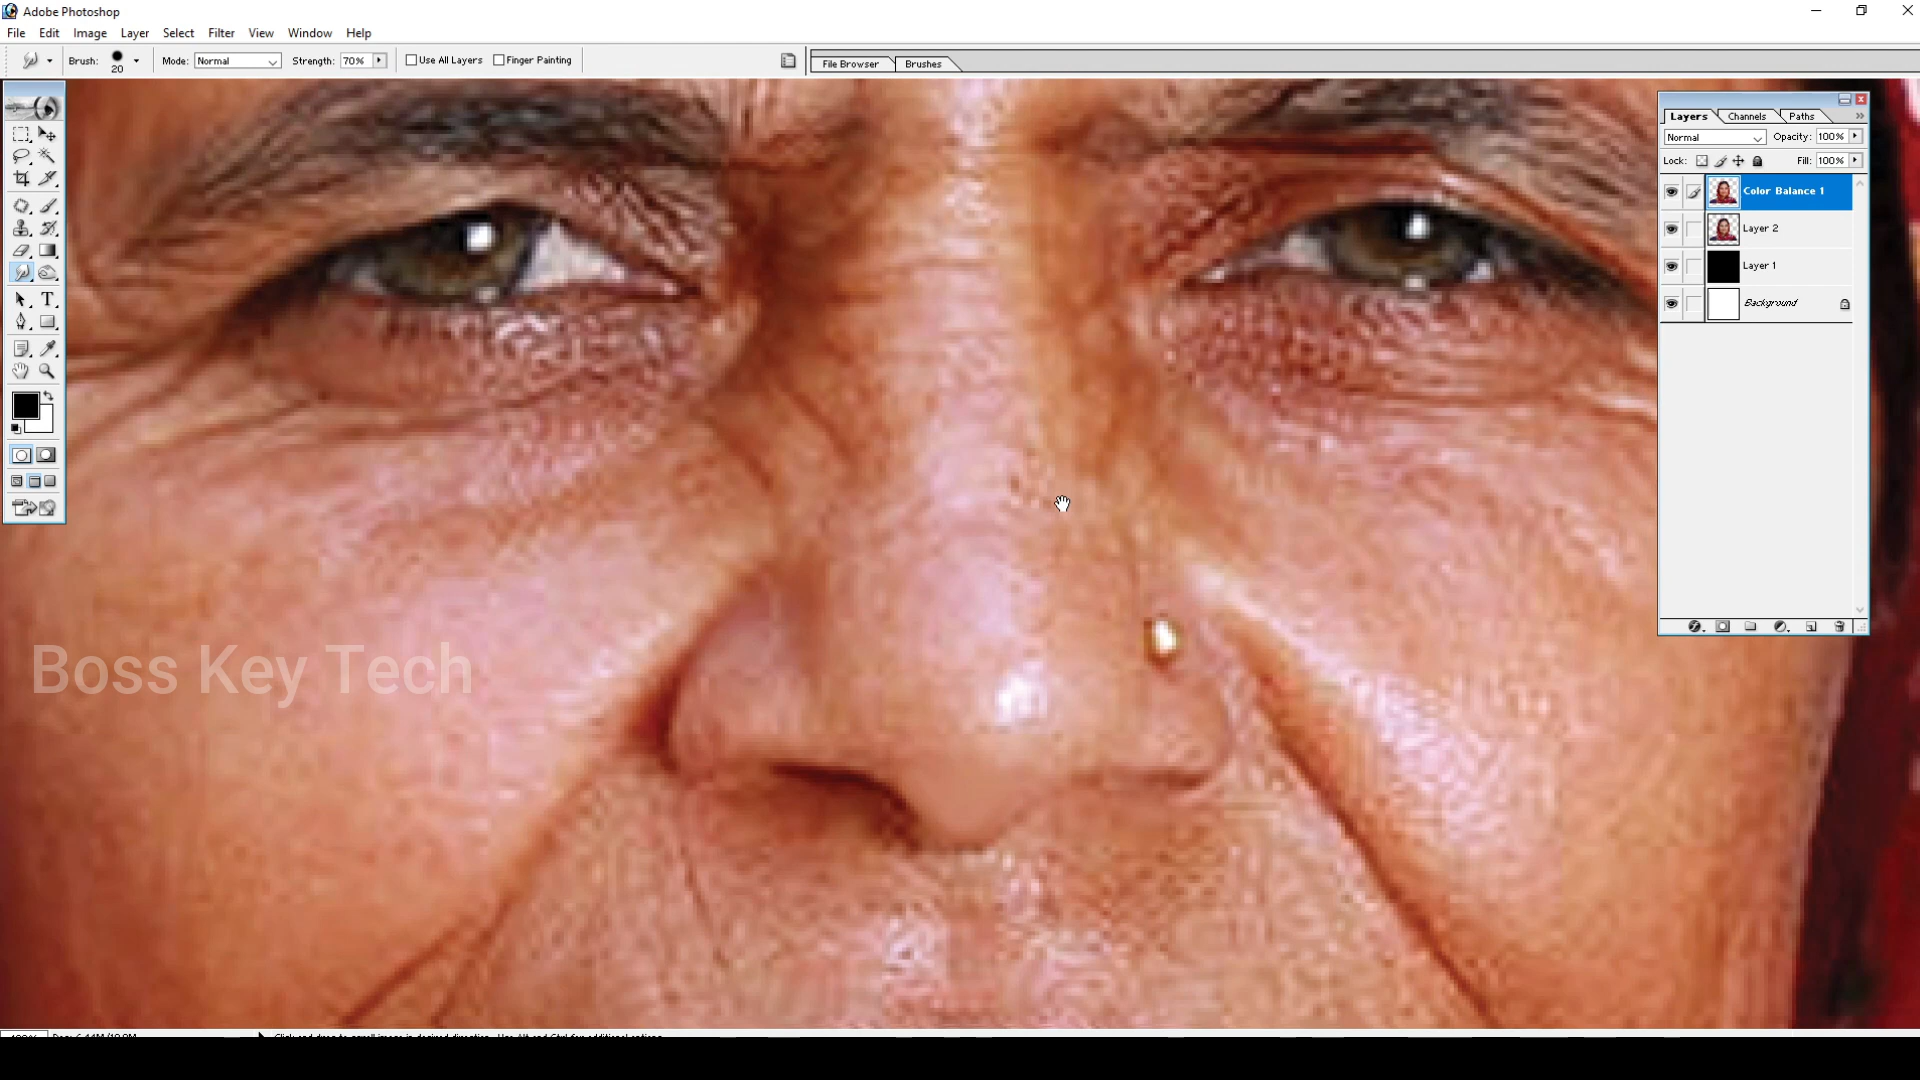 Adobe Photoshop
File Edit Image Layer Select Filter View Window Help
Brush: 20 Mode: Normal Strength: 70% Use All Layers Finger Painting File Browser Brushes
Layers Channels Paths
Normal Opacity: 100%
Lock: Fill: 100%
Color Balance 1
Layer 2
Layer 1
Background
Boss Key Tech